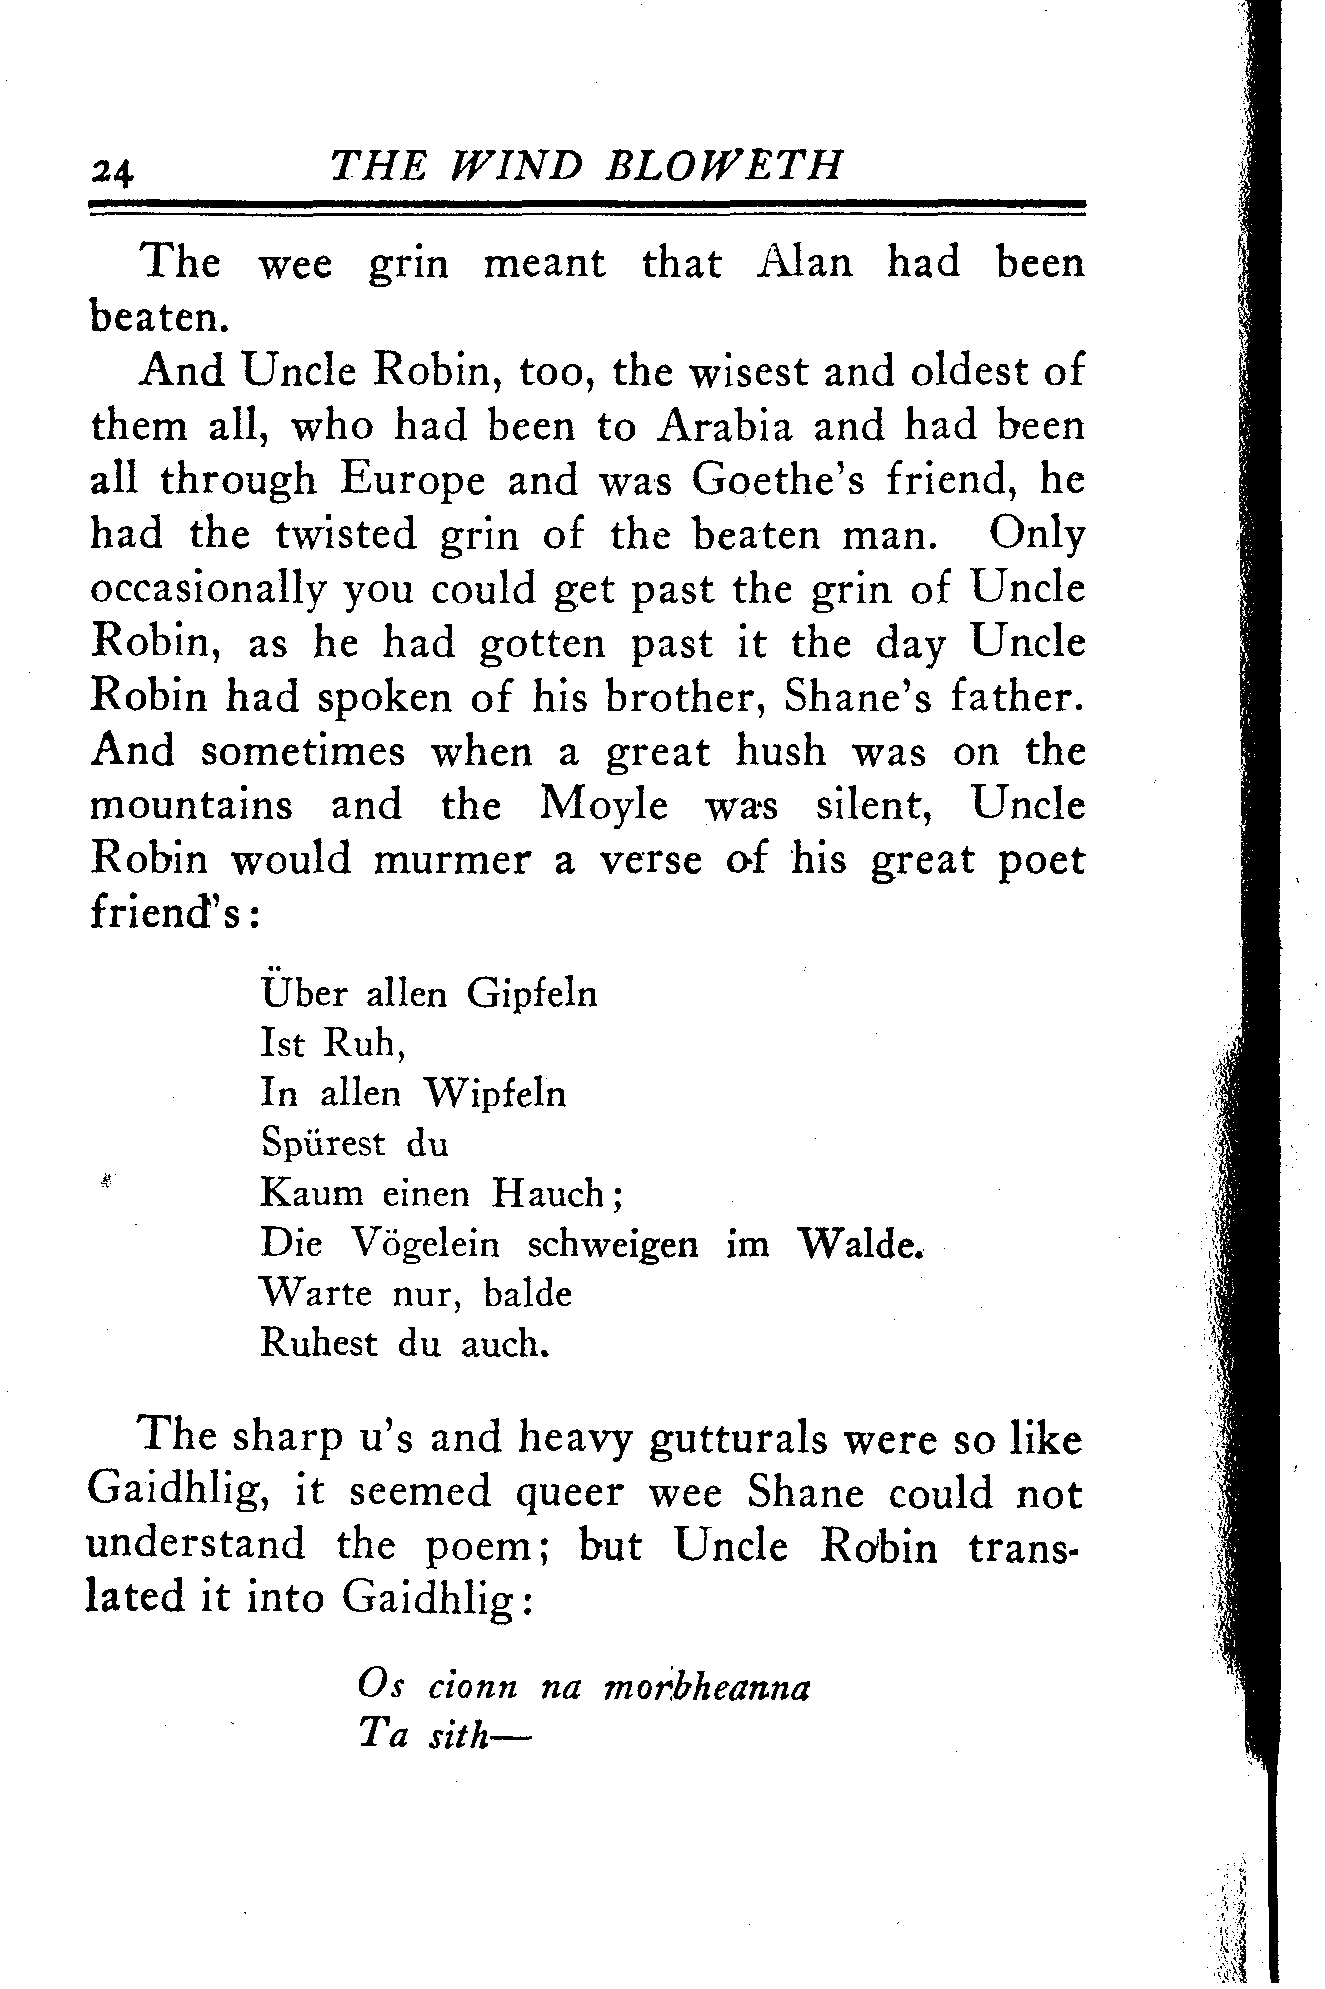 24 THE WIND BLOWETH
The wee grin meant that Alan had been
beaten.
And Uncle Robin, too, the wisest and oldest of
them all, who had been to Arabia and had been
all through Europe and was Goethe's friend, he
had the twisted grin of the beaten man. Only
occasionally you could get past the grin of Uncle
Robin, as he had gotten past it the day Uncle
Robin had spoken of his brother, Shane's father.
And sometimes when a great hush was on the
mountains and the Moyle was silent, Uncle
Robin would murmer a verse of his great poet
friend's:
Über allen Gipfeln
Ist Ruh,
In allen Wipfeln
Spürest du
Kaum einen Hauch;
Die Vögelein schweigen im Walde.
Warte nur, balde
Ruhest du auch.
The sharp u's and heavy gutturals were so like
Gaidhlig, it seemed queer wee Shane could not
understand the poem; but Uncle Robin trans-
lated it into Gaidhlig:
Os cionn na morbheanna
Ta sith—